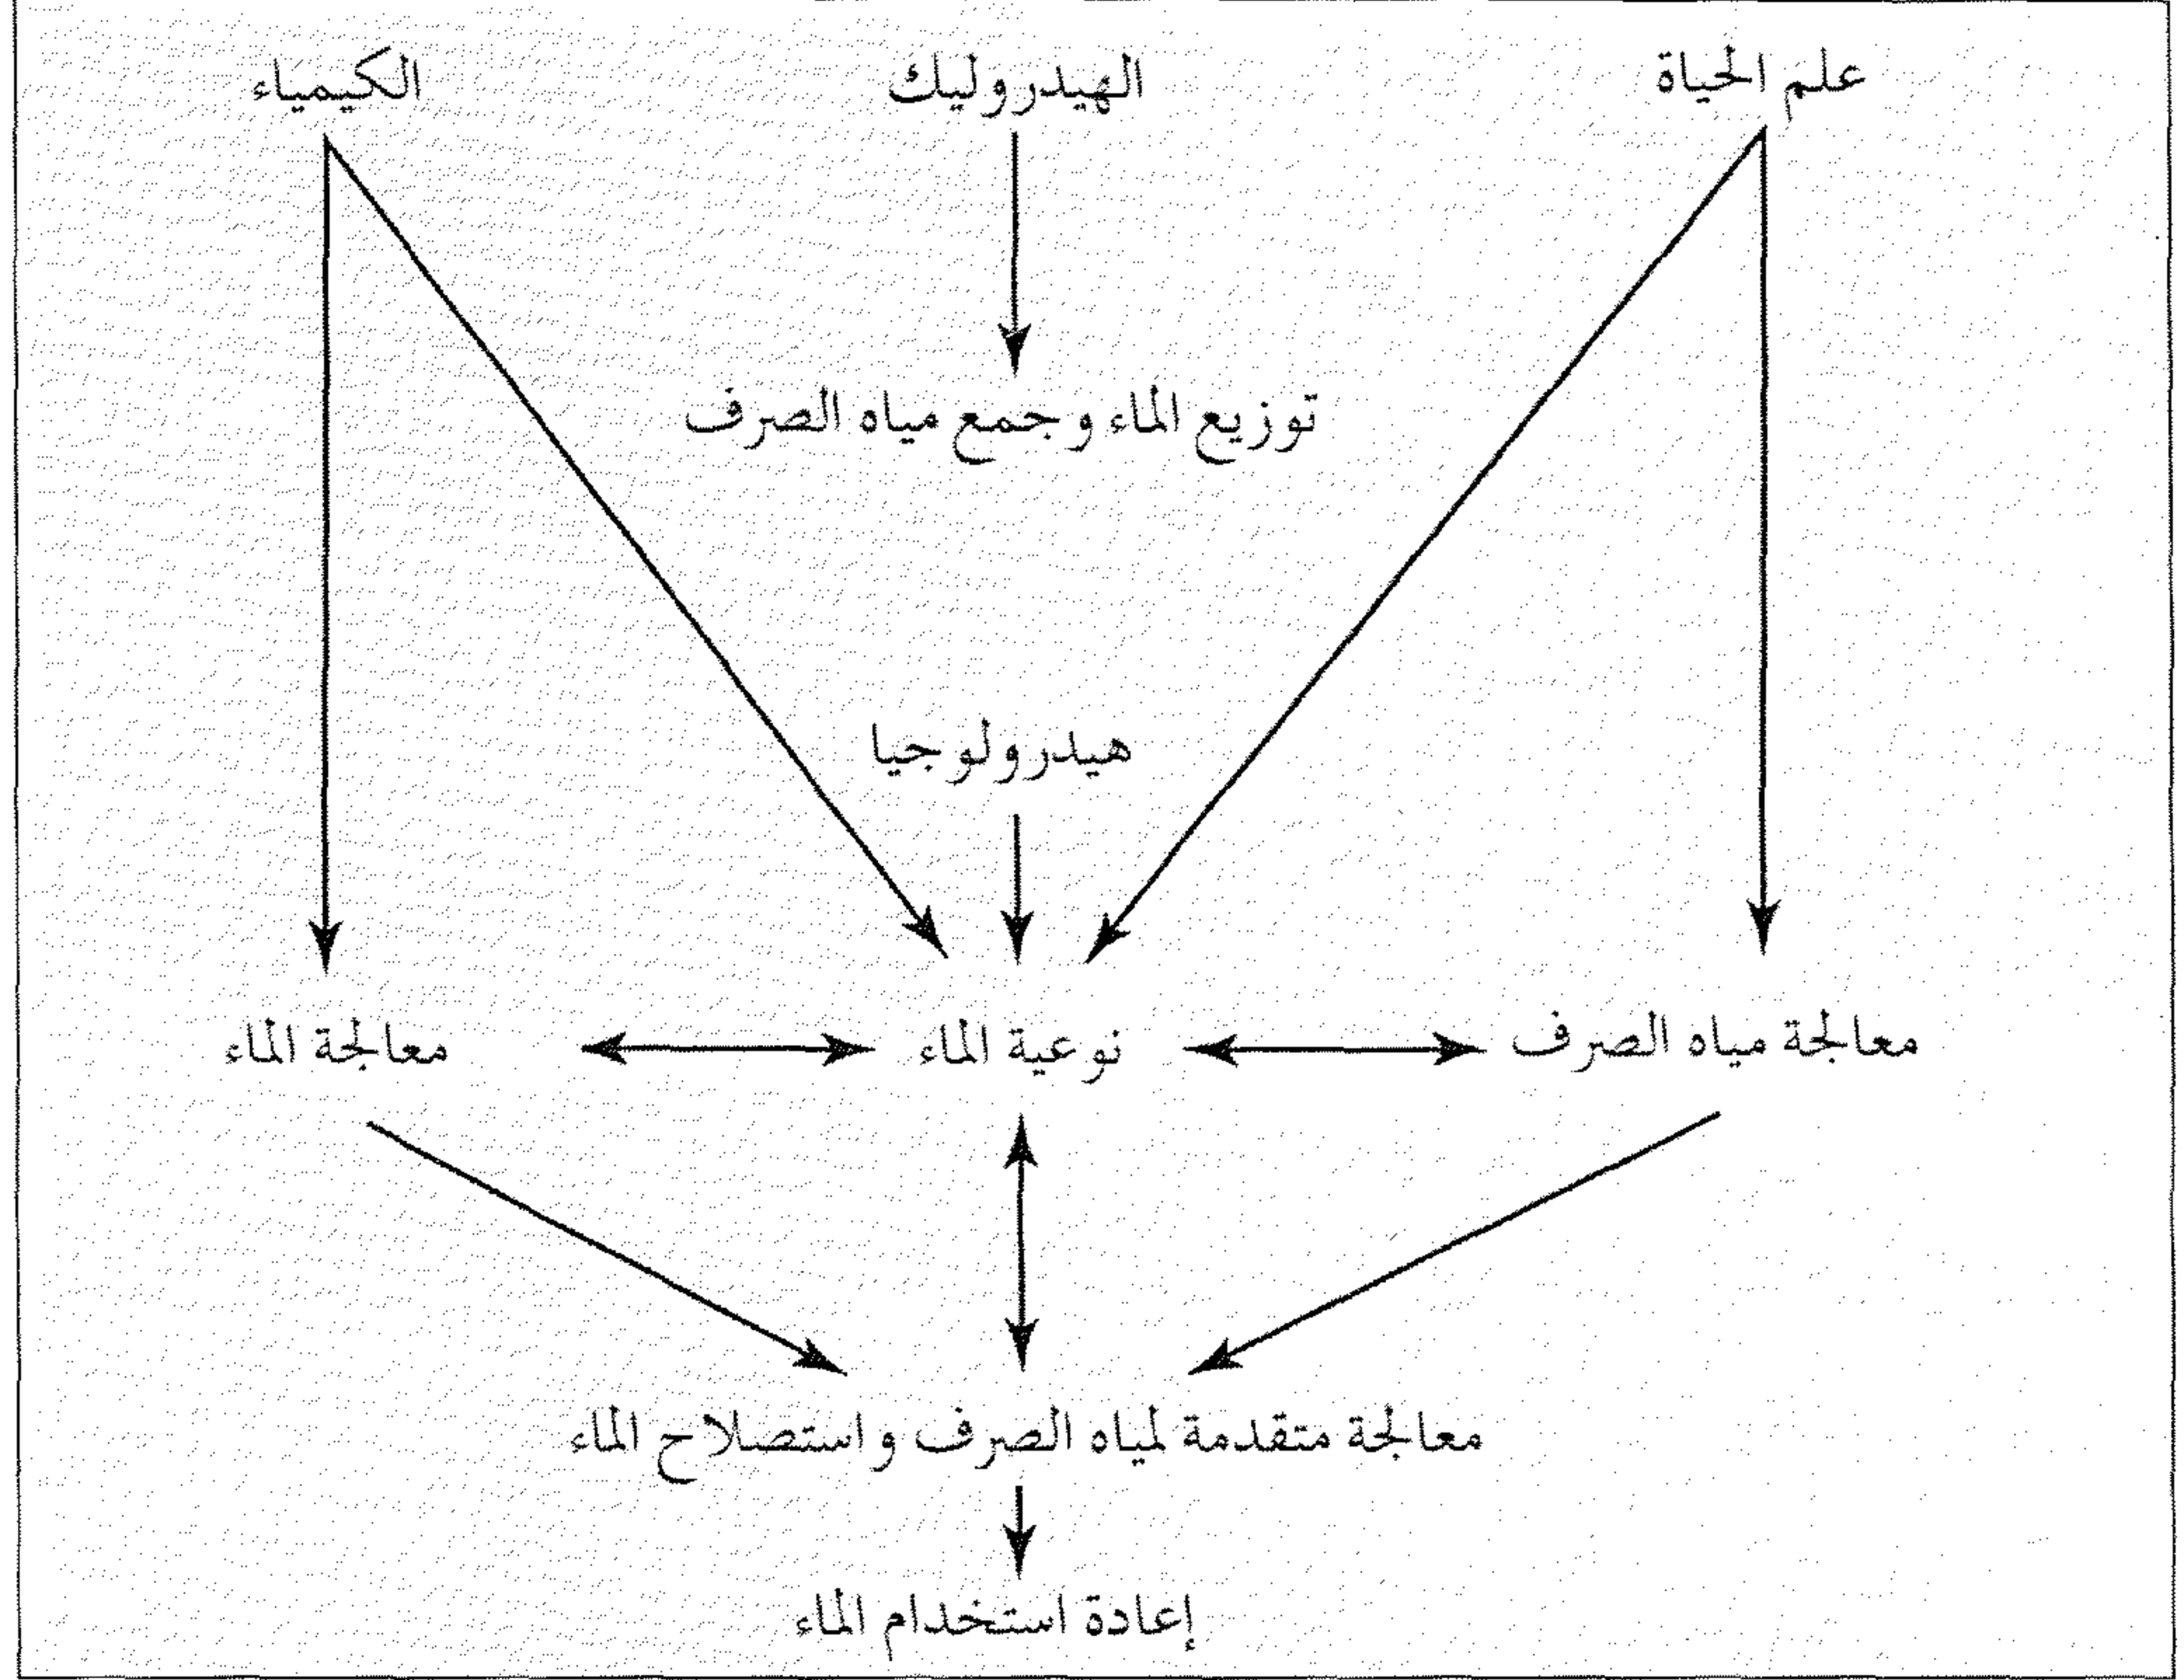 علم الحياة
الهيدروليك
الكيمياء
توزيع الماء وجمع مياه الصرف
هيدرولوجيا
معالجة مياه الصرف
نوعية الماء
معالجة الماء
معالجة متقدمة لمياه الصرف واستصلاح الماء
إعادة استخدام الماء